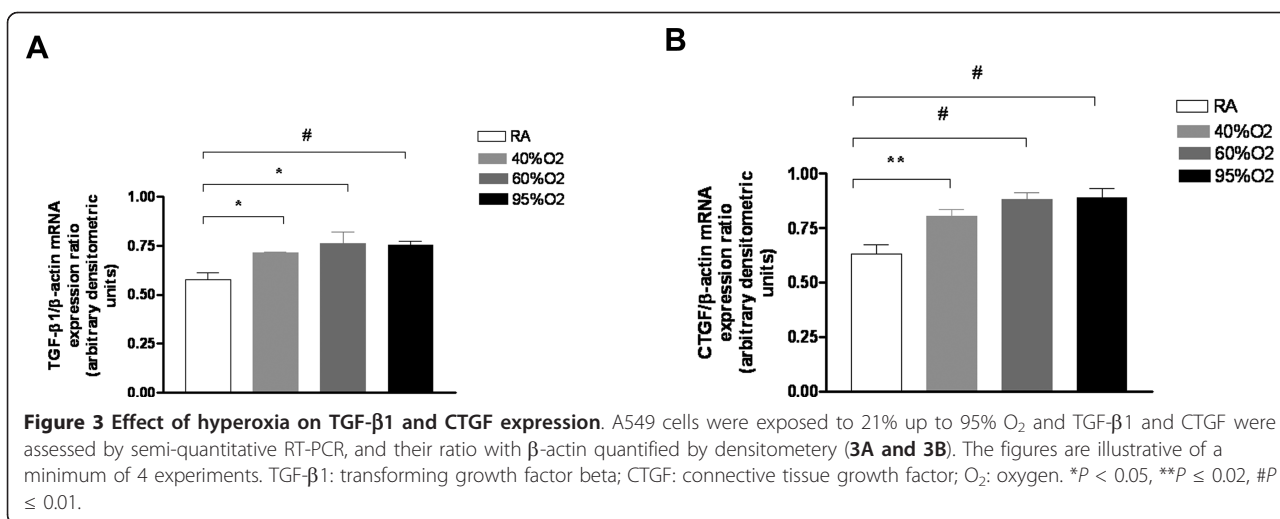 A
#
*
*
RA
40%O2
60%O2
95%O2
TGF-β1/β-actin mRNA
expression ratio
(arbitrary densitometric
units)
1.00
0.75
0.50
0.25
0.00
B
#
#
**
RA
40%O2
60%O2
95%O2
CTGF/β-actin mRNA
expression ratio
(arbitrary densitometric
units)
1.00
0.75
0.50
0.25
0.00
Figure 3 Effect of hyperoxia on TGF-β1 and CTGF expression. A549 cells were exposed to 21% up to 95% O2 and TGF-β1 and CTGF were
assessed by semi-quantitative RT-PCR, and their ratio with β-actin quantified by densitometery (3A and 3B). The figures are illustrative of a
minimum of 4 experiments. TGF-β1: transforming growth factor beta; CTGF: connective tissue growth factor; O2: oxygen. *P < 0.05, **P ≤ 0.02, #P
≤ 0.01.